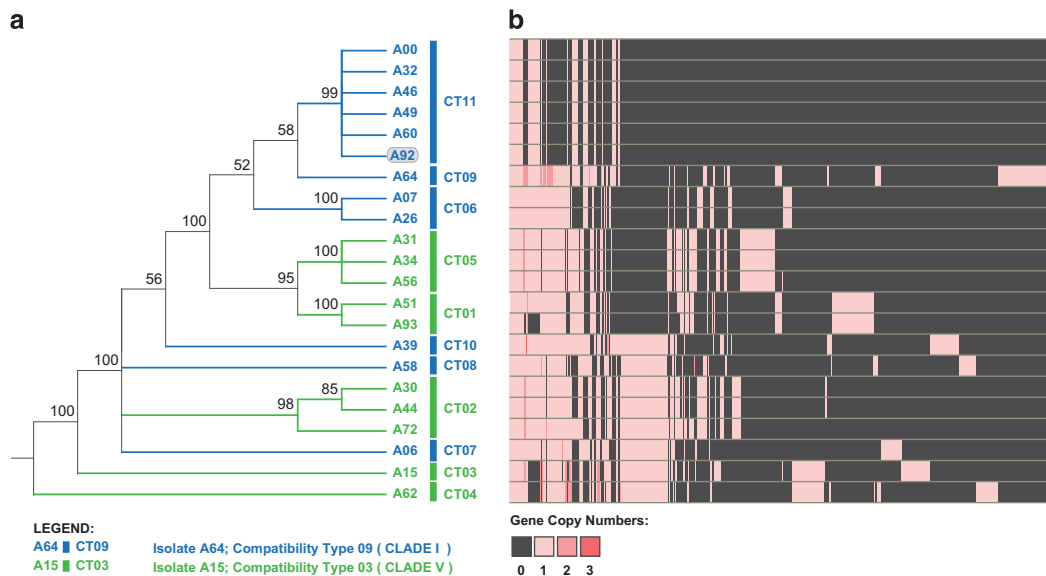 a
b
A00
A32
A46
A49
A60
A92
A64
A07
A26
A31
A34
A56
A51
A93
A39
A58
A30
A44
A72
A06
A15
A62
CT11
CT09
CT06
CT05
CT01
CT10
CT08
CT02
CT07
CT03
CT04
99
58
52
100
100
100
95
100
56
100
85
98
100
LEGEND:
A64 CT09 Isolate A64; Compatibility Type 09 ( CLADE I )
A15 CT03 Isolate A15; Compatibility Type 03 ( CLADE V )
Gene Copy Numbers:
0 1 2 3